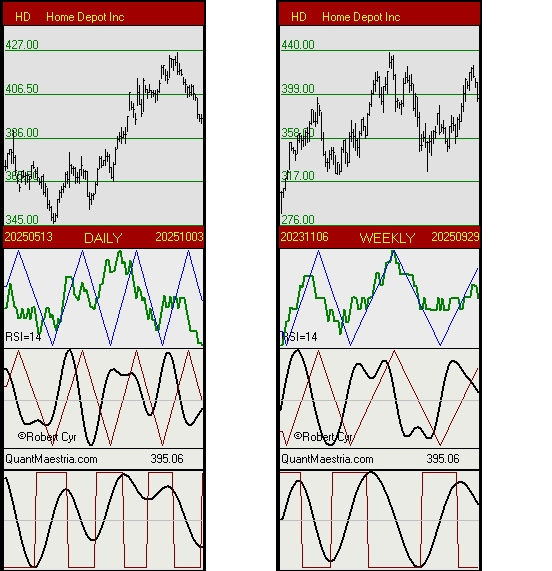 HD Home Depot Inc
427.00
406.50
386.00
345.00
20250513 DAILY 20251003
RSI=14
©Robert Cyr
QuantMaestria.com 395.06
HD Home Depot Inc
440.00
399.00
317.00
276.00
20231106 WEEKLY 20250929
RSI=14
©Robert Cyr
QuantMaestria.com 395.06